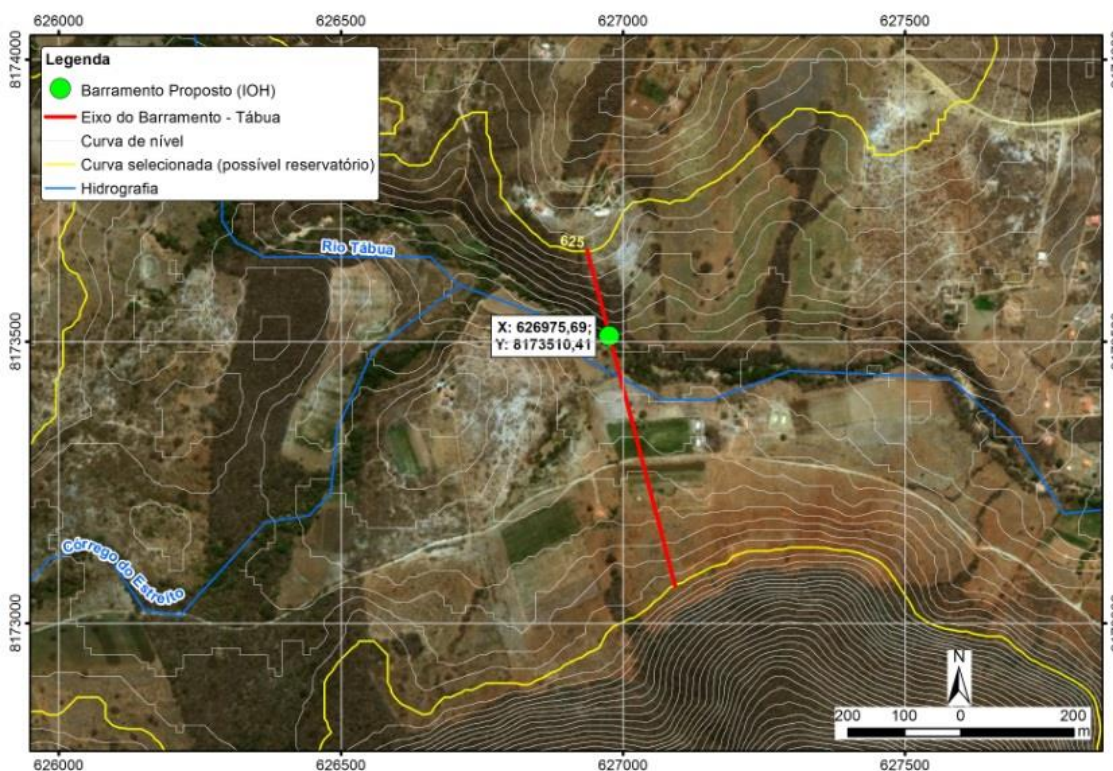 626000 626500 627000 627500
8174000
Legenda
Barramento Proposto (IOH)
Eixo do Barramento - Tábua
Curva de nível
Curva selecionada (possível reservatório)
Hidrografia
625
Rio Tábua
X: 626975,69;
Y: 8173510,41
8173500
Córrego do Estreito
8173000
N
200 100 0 200
m
626000 626500 627000 627500